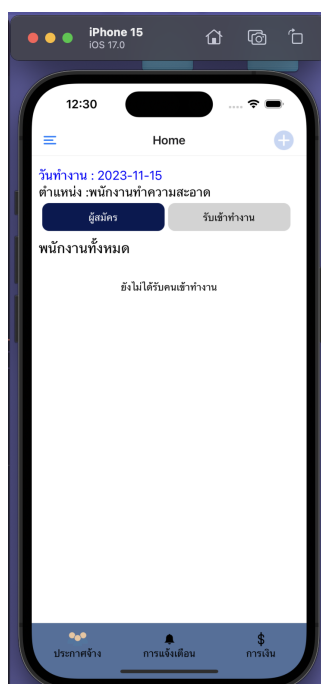 iPhone 15
iOS 17.0
12:30
Home
วันทำงาน : 2023-11-15
ตำแหน่ง :พนักงานทำความสะอาด
ผู้สมัคร รับเข้าทำงาน
พนักงานทั้งหมด
ยังไม่ได้รับคนเข้าทำงาน
$
ประกาศจ้าง การแจ้งเตือน การเงิน